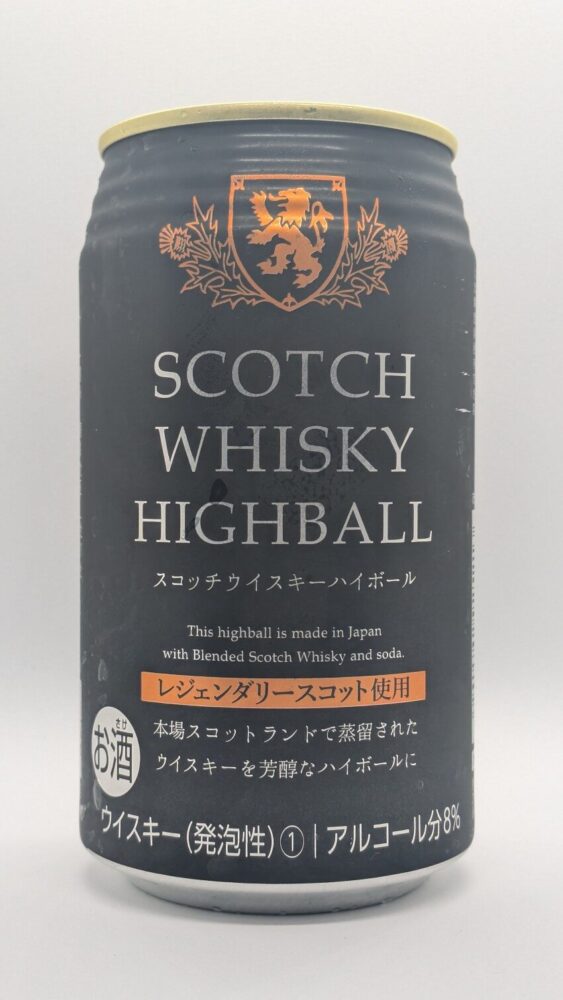 SCOTCH
WHISKY
HIGHBALL
スコッチウイスキーハイボール
This highball is made in Japan
with Blended Scotch Whisky and soda.
レジェンダリースコット使用
本場スコットランドで蒸留された
ウイスキーを芳醇なハイボールに
さけ
お酒
ウイスキー(発泡性)①|アルコール分8%